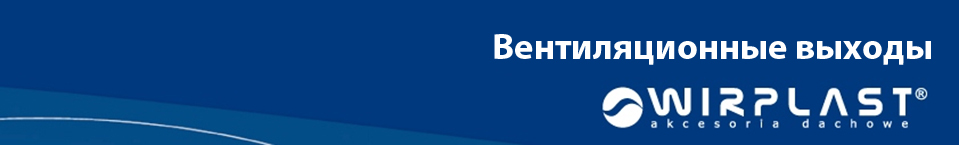 Вентиляционные выходы
WIRPLAST®
akcesoria dachowe